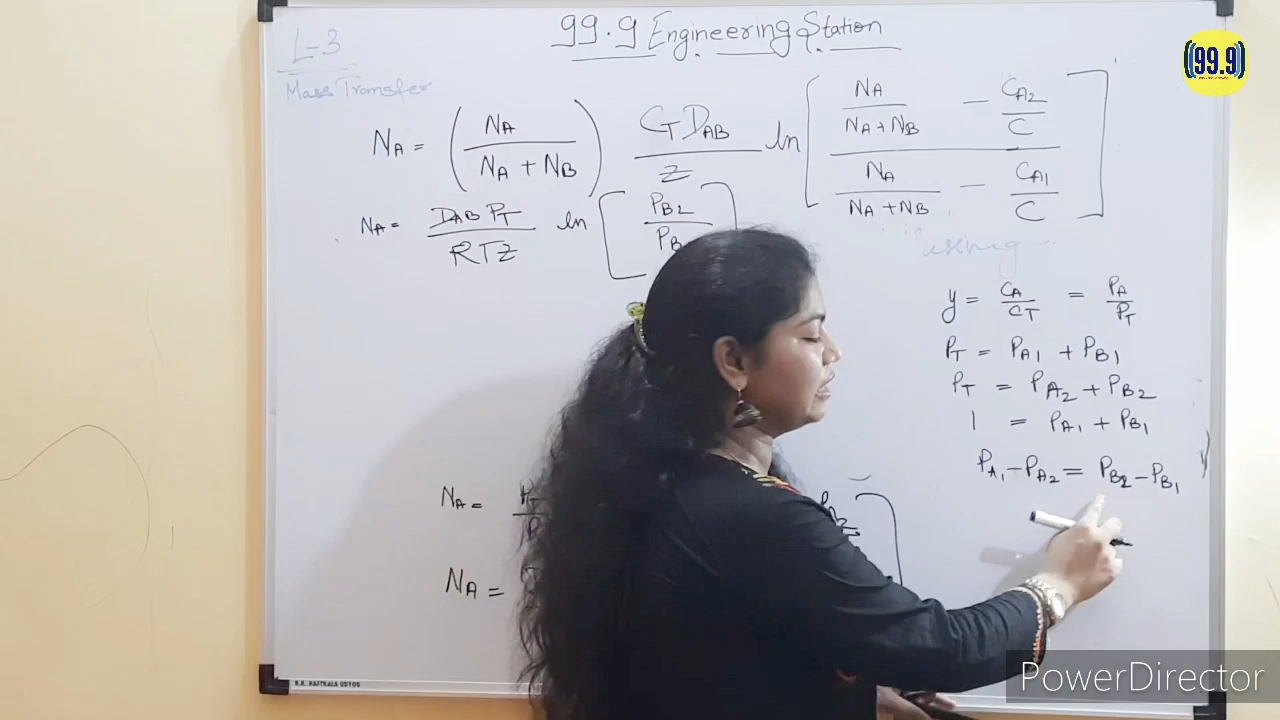 99.9 Engineering Station
((99.9))
L-3
Mass Transfer
NA = (NA / NA + NB) CT DAB / Z ln [NA / NA + NB − CA2 / C / NA / NA + NB − CA1 / C]
NA = DAB PT / RTZ ln [PB2 / PB
using
y = CA / CT = PA / PT
PT = PA1 + PB1
PT = PA2 + PB2
1 = PA1 + PB1
PA1 − PA2 = PB2 − PB1
NA =
NA =
PowerDirector